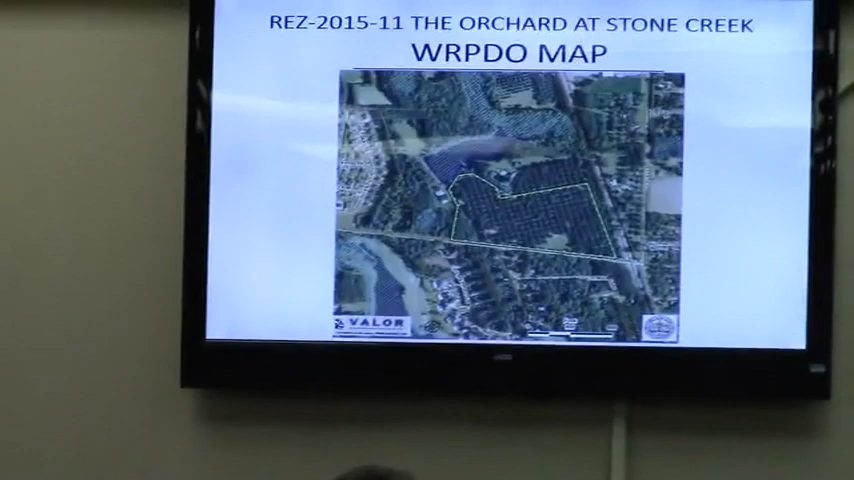 REZ-2015-11 THE ORCHARD AT STONE CREEK
WRPDO MAP
VALOR